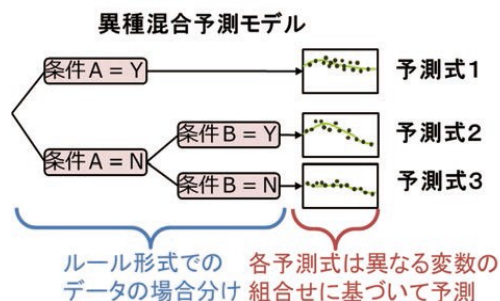 異種混合予測モデル
条件A=Y
予測式1
条件B=Y
予測式2
条件A=N
条件B=N
予測式3
ルール形式での
データの場合分け
各予測式は異なる変数の
組合せに基づいて予測